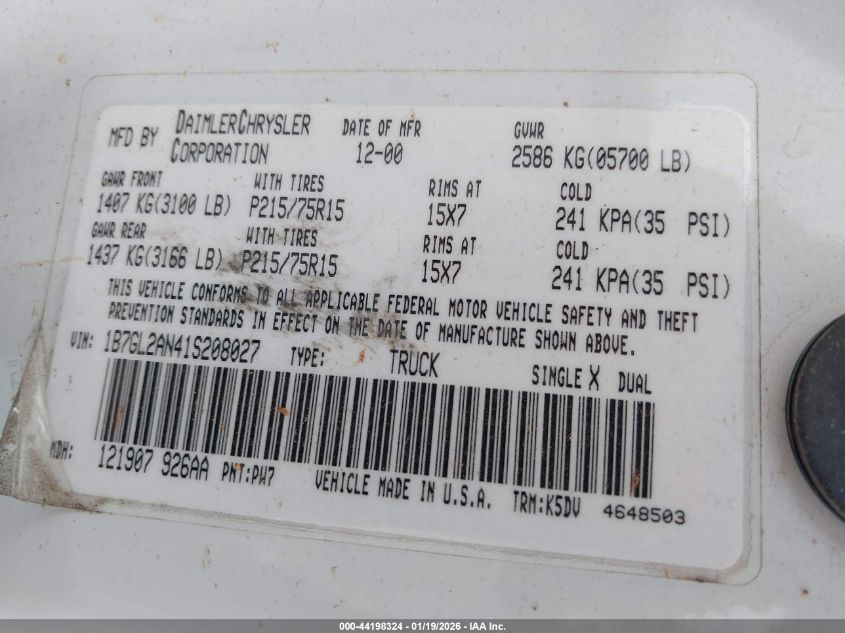 MFD BY DAIMLERCHRYSLER CORPORATION DATE OF MFR 12-00 GVWR 2586 KG(05700 LB)
GAWR FRONT WITH TIRES RIMS AT COLD
1407 KG(3100 LB) P215/75R15 15X7 241 KPA(35 PSI)
GAWR REAR WITH TIRES RIMS AT COLD
1437 KG(3166 LB) P215/75R15 15X7 241 KPA(35 PSI)
THIS VEHICLE CONFORMS TO ALL APPLICABLE FEDERAL MOTOR VEHICLE SAFETY AND THEFT
PREVENTION STANDARDS IN EFFECT ON THE DATE OF MANUFACTURE SHOWN ABOVE.
VIN: 1B7GL2AN41S208027 TYPE: TRUCK SINGLE X DUAL
MDH: 121907 926AA PNT:PW7 VEHICLE MADE IN U.S.A. TRM:K5DV 4648503
000-44198324 - 01/19/2026 - IAA Inc.